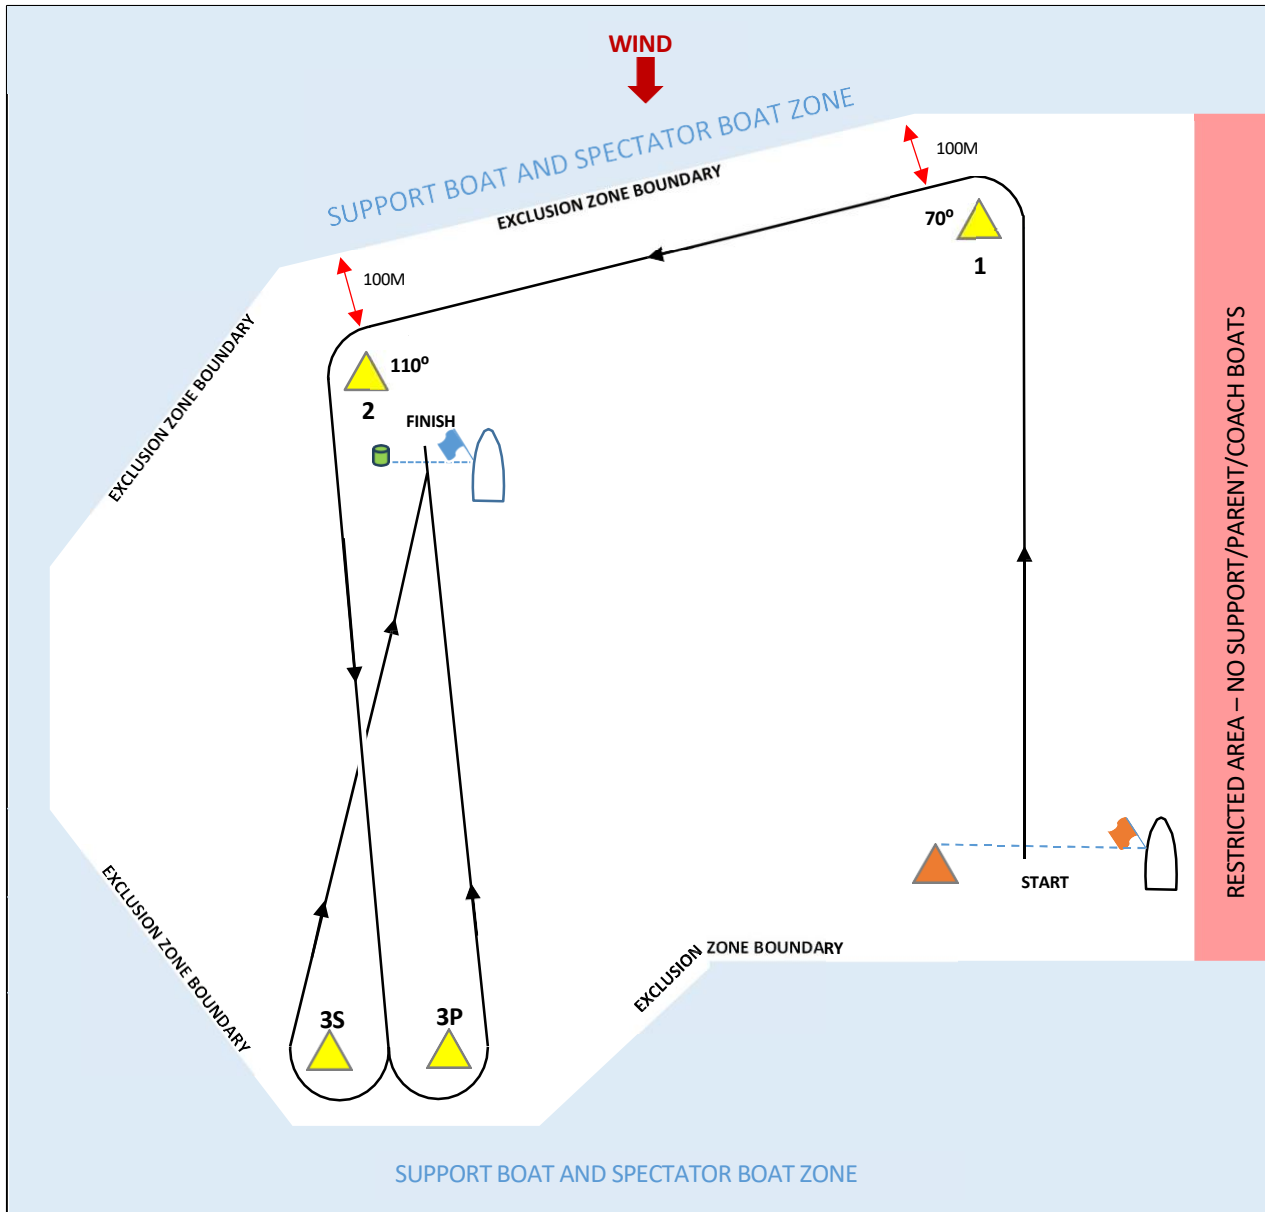 WIND
SUPPORT BOAT AND SPECTATOR BOAT ZONE
100M
EXCLUSION ZONE BOUNDARY
70⁰
1
100M
EXCLUSION ZONE BOUNDARY
110⁰
2
FINISH
RESTRICTED AREA – NO SUPPORT/PARENT/COACH BOATS
START
EXCLUSION ZONE BOUNDARY
EXCLUSION ZONE BOUNDARY
3S
3P
SUPPORT BOAT AND SPECTATOR BOAT ZONE